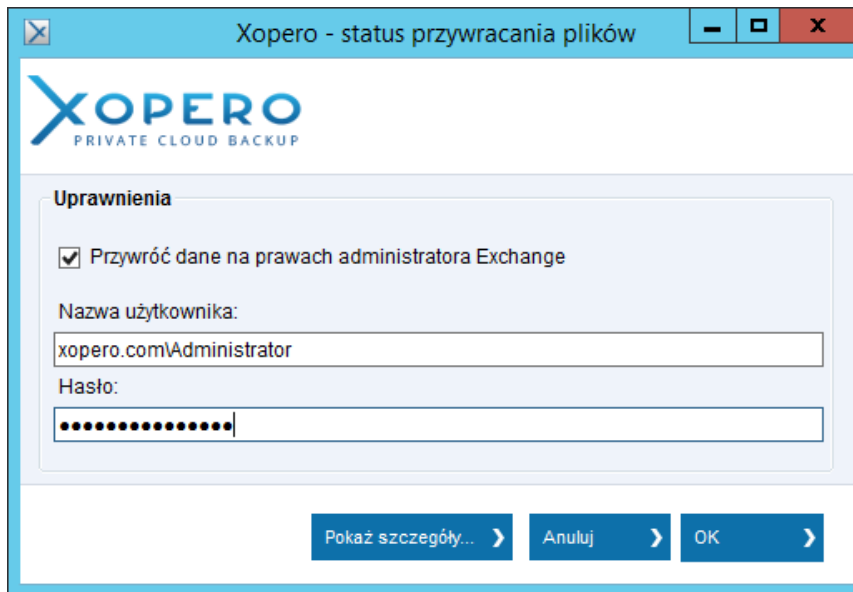 Xopero - status przywracania plików
XOPERO
PRIVATE CLOUD BACKUP
Uprawnienia
Przywróć dane na prawach administratora Exchange
Nazwa użytkownika:
xopero.com\Administrator
Hasło:
●●●●●●●●●●●●●●●
Pokaż szczegóły...
Anuluj
OK